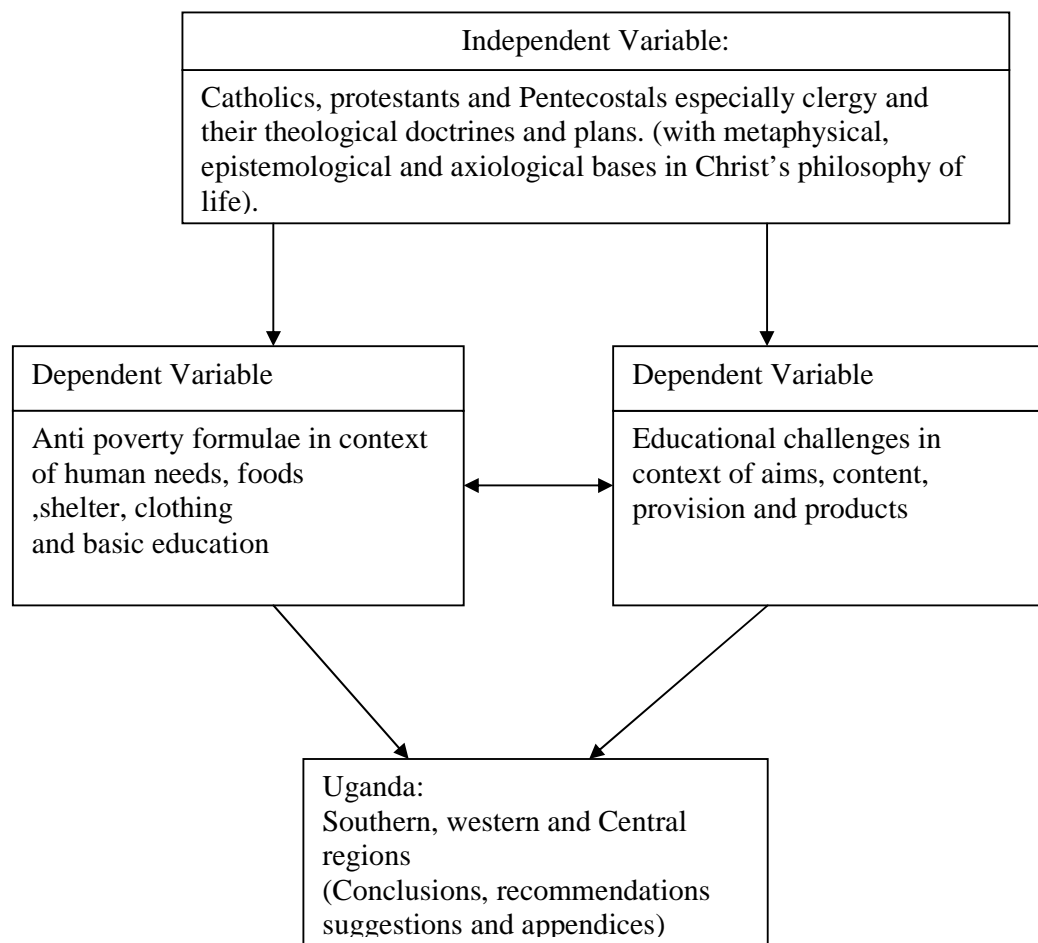 Independent Variable:
Catholics, protestants and Pentecostals especially clergy and
their theological doctrines and plans. (with metaphysical,
epistemological and axiological bases in Christ’s philosophy of
life).
Dependent Variable
Anti poverty formulae in context
of human needs, foods
,shelter, clothing
and basic education
Dependent Variable
Educational challenges in
context of aims, content,
provision and products
Uganda:
Southern, western and Central
regions
(Conclusions, recommendations
suggestions and appendices)